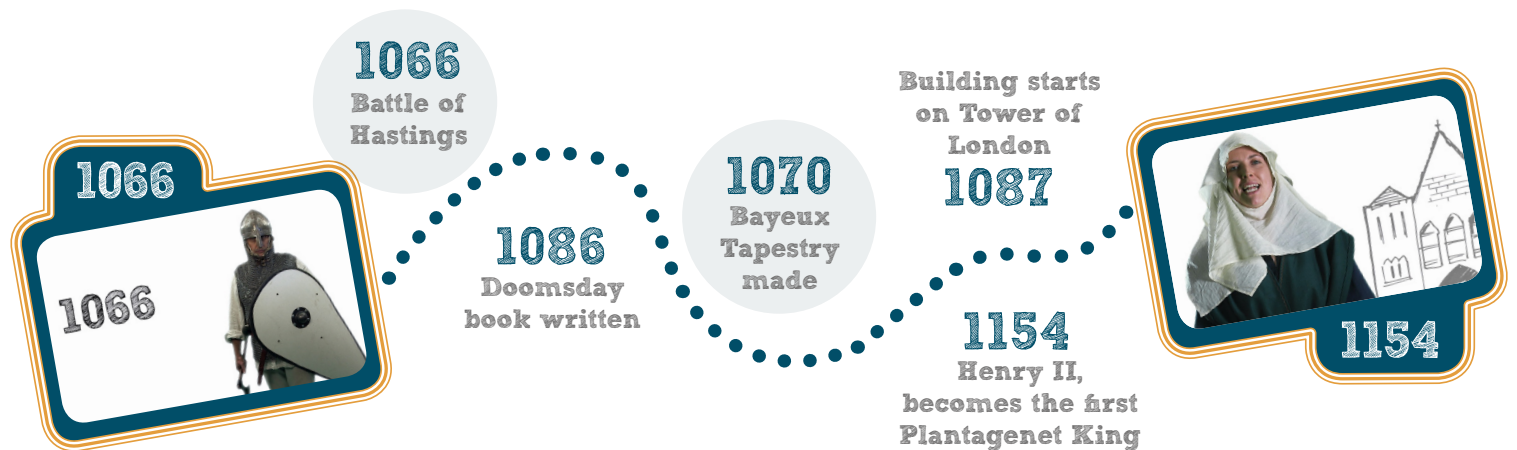 1066
1066
1066
Battle of
Hastings
1086
Doomsday
book written
1070
Bayeux
Tapestry
made
Building starts
on Tower of
London
1087
1154
Henry II,
becomes the first
Plantagenet King
1154